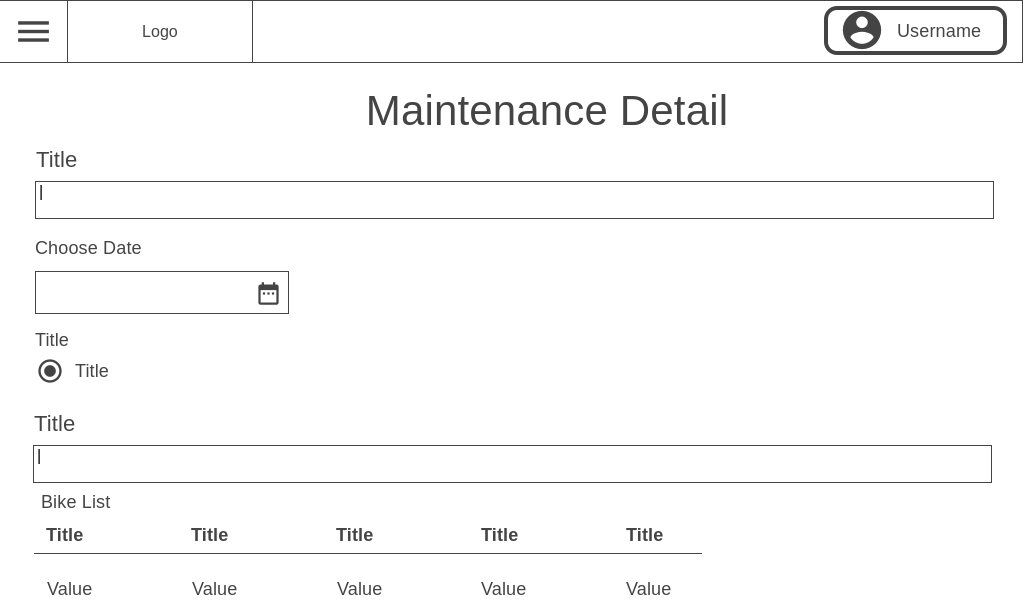 Logo
Username
Maintenance Detail
Title
Choose Date
Title
Title
Title
Bike List
Title Title Title Title Title
Value Value Value Value Value